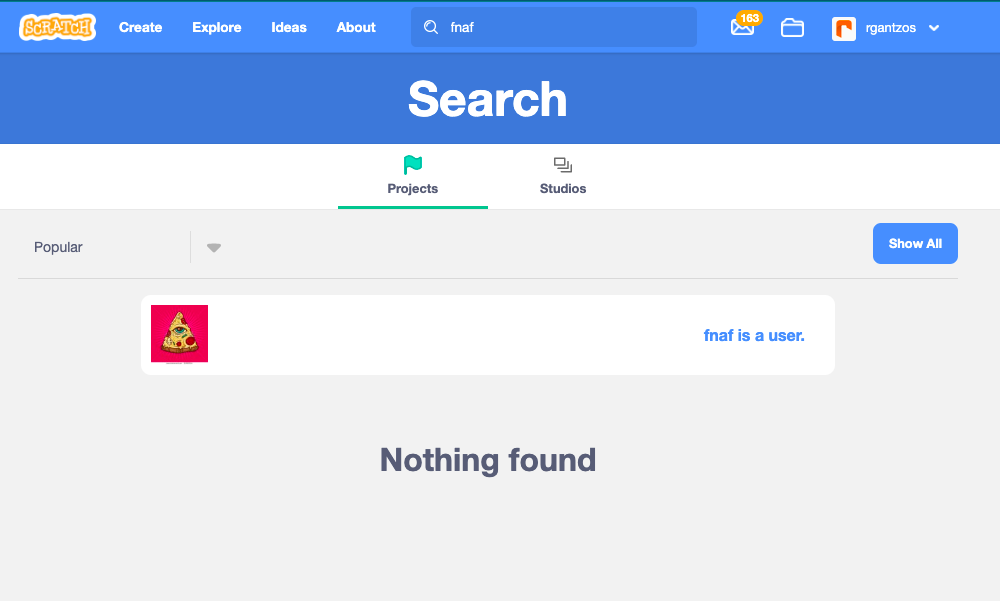 SCRATCH Create Explore Ideas About fnaf 163 rgantzos
Search
Projects Studios
Popular Show All
fnaf is a user.
Nothing found